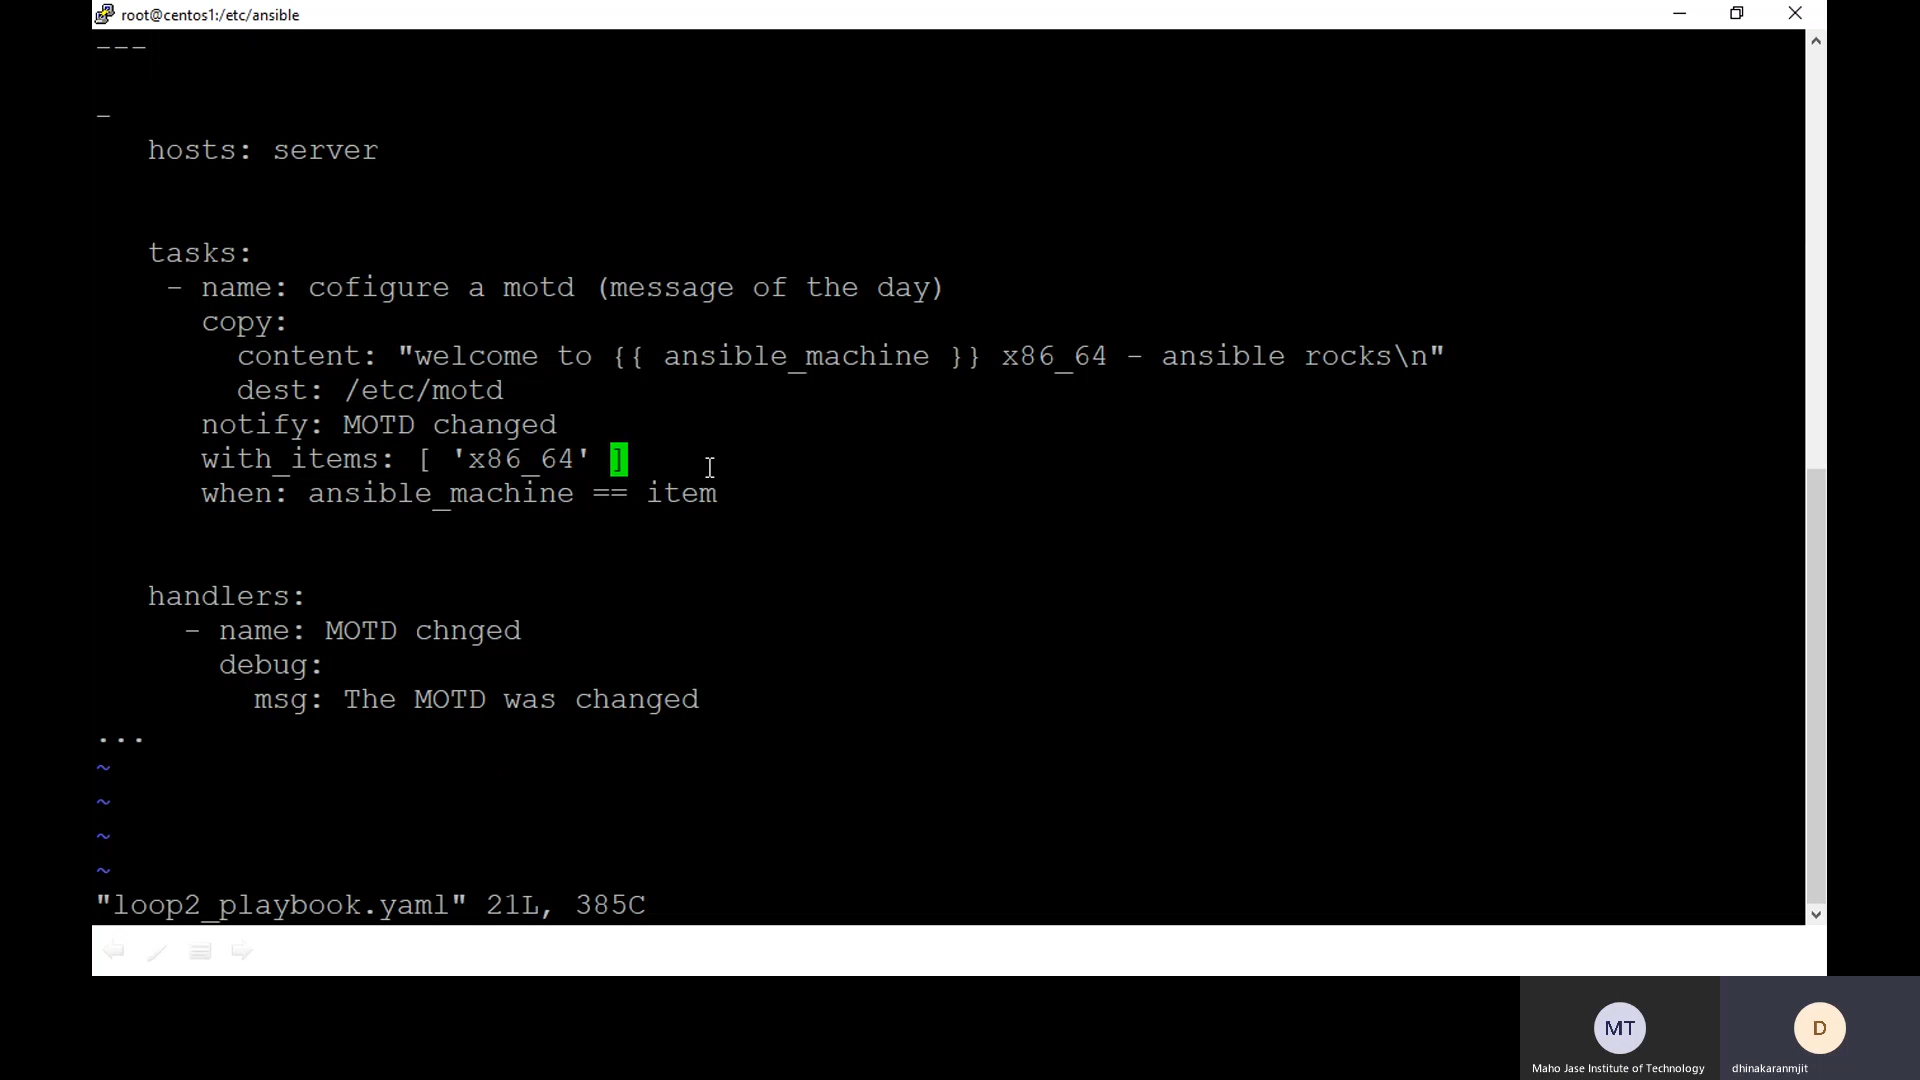 root@centos1:/etc/ansible
---
-
hosts: server
tasks:
- name: cofigure a motd (message of the day)
copy:
content: "welcome to {{ ansible_machine }} x86_64 - ansible rocks\n"
dest: /etc/motd
notify: MOTD changed
with_items: [ 'x86_64' ]
when: ansible_machine == item
handlers:
- name: MOTD chnged
debug:
msg: The MOTD was changed
...
~
~
~
~
"loop2_playbook.yaml" 21L, 385C
MT
D
Maho Jase Institute of Technology
dhinakaranmjit